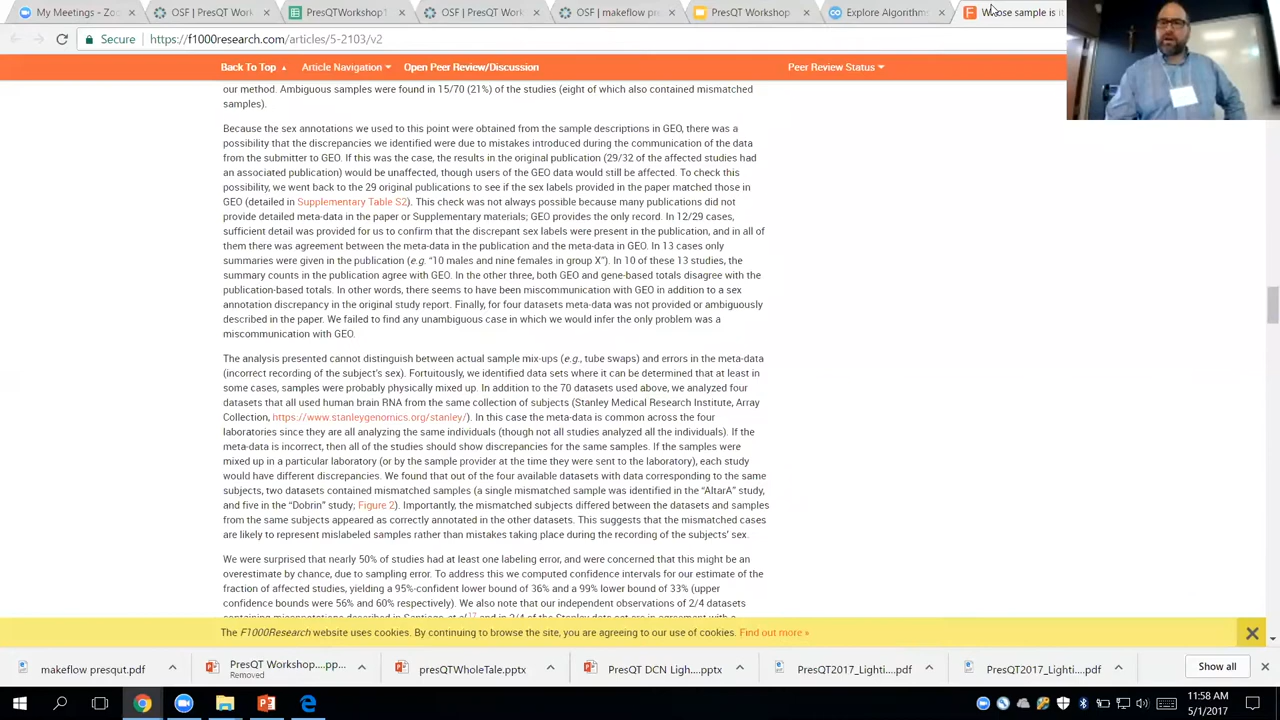 My Meetings - Zoo
OSF | PresQT Work
PresQTWorkshop1
OSF | PresQT Work
OSF | makeflow pre
PresQT Workshop
Explore Algorithms
Whose sample is it
Secure
https://f1000research.com/articles/5-2103/v2
Back To Top
Article Navigation
Open Peer Review/Discussion
Peer Review Status
our method. Ambiguous samples were found in 15/70 (21%) of the studies (eight of which also contained mismatched
samples).
Because the sex annotations we used to this point were obtained from the sample descriptions in GEO, there was a
possibility that the discrepancies we identified were due to mistakes introduced during the communication of the data
from the submitter to GEO. If this was the case, the results in the original publication (29/32 of the affected studies had
an associated publication) would be unaffected, though users of the GEO data would still be affected. To check this
possibility, we went back to the 29 original publications to see if the sex labels provided in the paper matched those in
GEO (detailed in Supplementary Table S2). This check was not always possible because many publications did not
provide detailed meta-data in the paper or Supplementary materials; GEO provides the only record. In 12/29 cases,
sufficient detail was provided for us to confirm that the discrepant sex labels were present in the publication, and in all of
them there was agreement between the meta-data in the publication and the meta-data in GEO. In 13 cases only
summaries were given in the publication (e.g. “10 males and nine females in group X”). In 10 of these 13 studies, the
summary counts in the publication agree with GEO. In the other three, both GEO and gene-based totals disagree with the
publication-based totals. In other words, there seems to have been miscommunication with GEO in addition to a sex
annotation discrepancy in the original study report. Finally, for four datasets meta-data was not provided or ambiguously
described in the paper. We failed to find any unambiguous case in which we would infer the only problem was a
miscommunication with GEO.
The analysis presented cannot distinguish between actual sample mix-ups (e.g., tube swaps) and errors in the meta-data
(incorrect recording of the subject's sex). Fortuitously, we identified data sets where it can be determined that at least in
some cases, samples were probably physically mixed up. In addition to the 70 datasets used above, we analyzed four
datasets that all used human brain RNA from the same collection of subjects (Stanley Medical Research Institute, Array
Collection, https://www.stanleygenomics.org/stanley/). In this case the meta-data is common across the four
laboratories since they are all analyzing the same individuals (though not all studies analyzed all the individuals). If the
meta-data is incorrect, then all of the studies should show discrepancies for the same samples. If the samples were
mixed up in a particular laboratory (or by the sample provider at the time they were sent to the laboratory), each study
would have different discrepancies. We found that out of the four available datasets with data corresponding to the same
subjects, two datasets contained mismatched samples (a single mismatched sample was identified in the “AltarA” study,
and five in the “Dobrin” study; Figure 2). Importantly, the mismatched subjects differed between the datasets and samples
from the same subjects appeared as correctly annotated in the other datasets. This suggests that the mismatched cases
are likely to represent mislabeled samples rather than mistakes taking place during the recording of the subjects' sex.
We were surprised that nearly 50% of studies had at least one labeling error, and were concerned that this might be an
overestimate by chance, due to sampling error. To address this we computed confidence intervals for our estimate of the
fraction of affected studies, yielding a 95%-confident lower bound of 36% and a 99% lower bound of 33% (upper
confidence bounds were 56% and 60% respectively). We also note that our independent observations of 2/4 datasets
The F1000Research website uses cookies. By continuing to browse the site, you are agreeing to our use of cookies. Find out more »
makeflow presqut.pdf
PresQT Workshop....pp...
Removed
presQTWholeTale.pptx
PresQT DCN Ligh....pptx
PresQT2017_Lighti....pdf
PresQT2017_Lighti....pdf
Show all
11:58 AM
5/1/2017